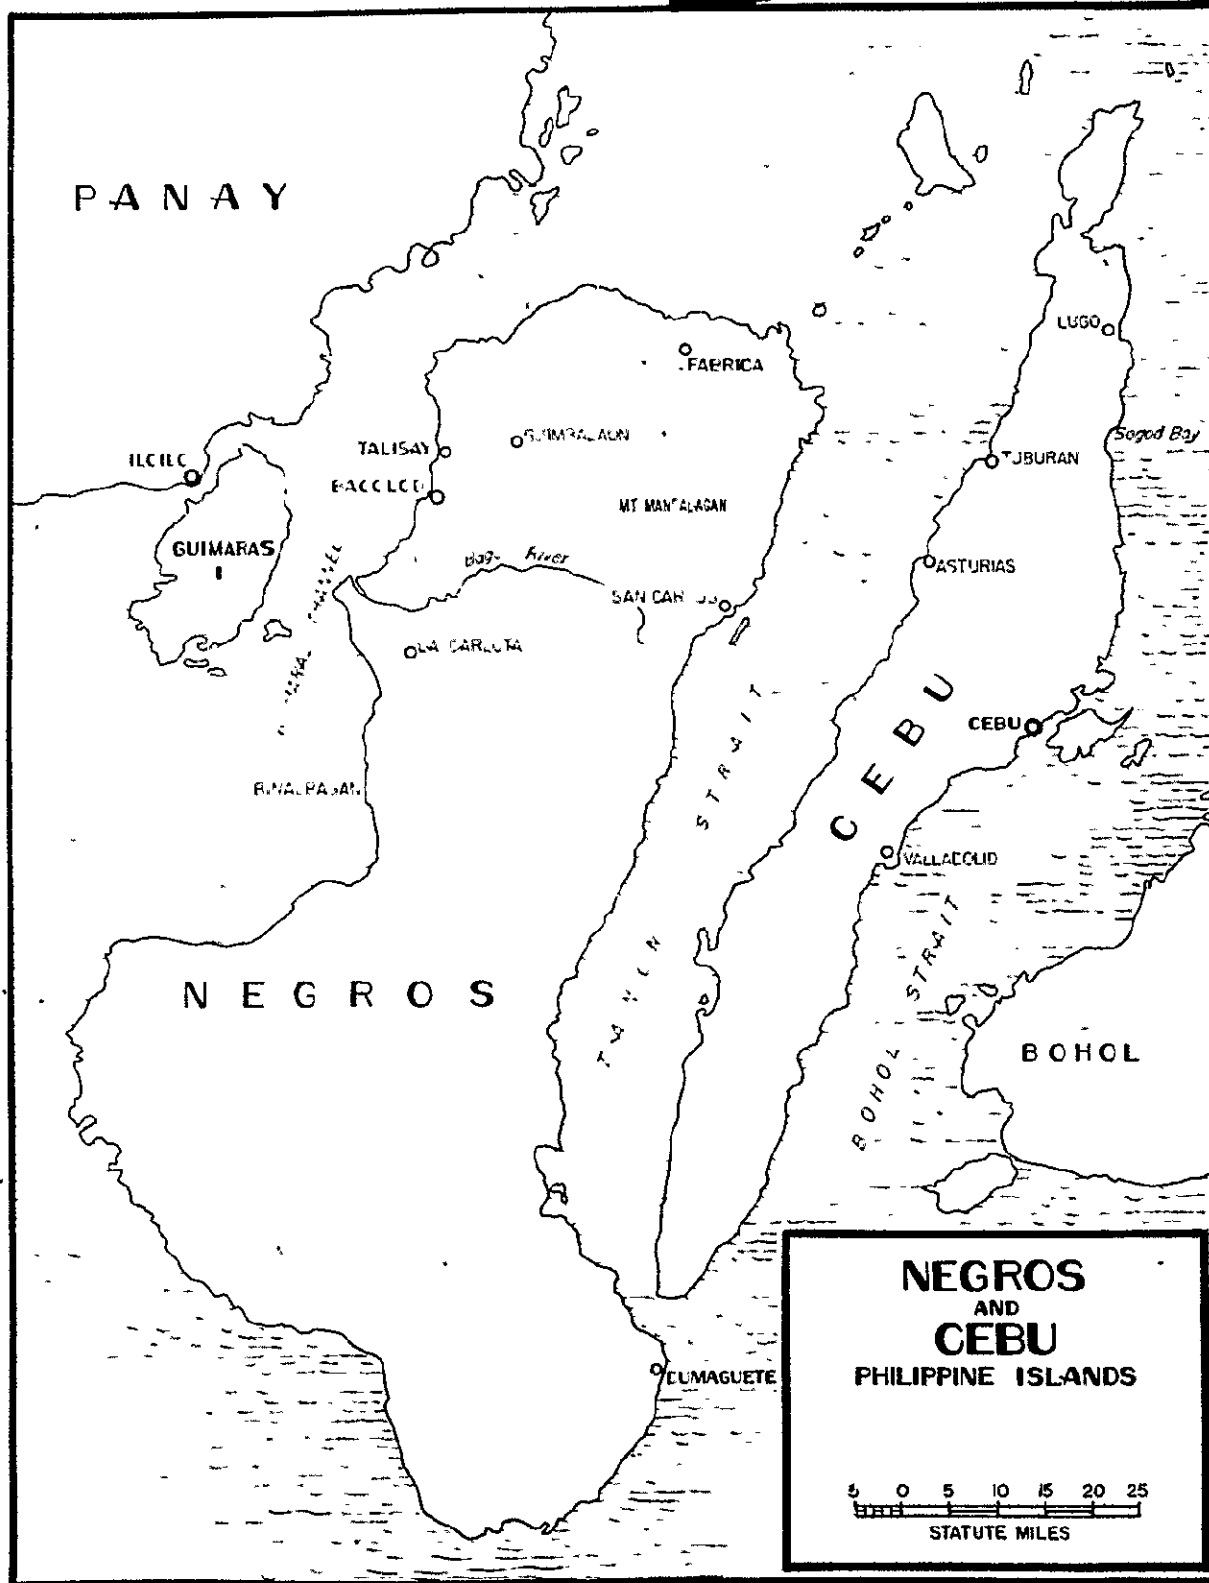 PANAY
LUGO
FABRICA
TALISAY
Sogod Bay
TUBURAN
ILOILO
BACOLOD
MT MANDALAGAN
GUIMARAS
I
River
ASTURIAS
SAN CARLOS
LA CARLOTA
CEBU
CEBU
STRAIT
BINALBAGAN
VALLADOLID
STRAIT
TAÑON
NEGROS
BOHOL
BOHOL
NEGROS
AND
CEBU
PHILIPPINE ISLANDS
DUMAGUETE
5 0 5 10 15 20 25
STATUTE MILES